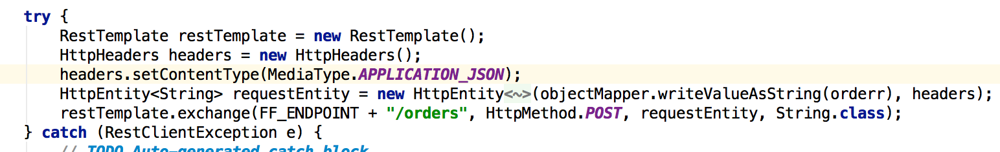 try {
RestTemplate restTemplate = new RestTemplate();
HttpHeaders headers = new HttpHeaders();
headers.setContentType(MediaType.APPLICATION_JSON);
HttpEntity<String> requestEntity = new HttpEntity<~>(objectMapper.writeValueAsString(orderr), headers);
restTemplate.exchange(FF_ENDPOINT + "/orders", HttpMethod.POST, requestEntity, String.class);
} catch (RestClientException e) {
// TODO Auto-generated catch block